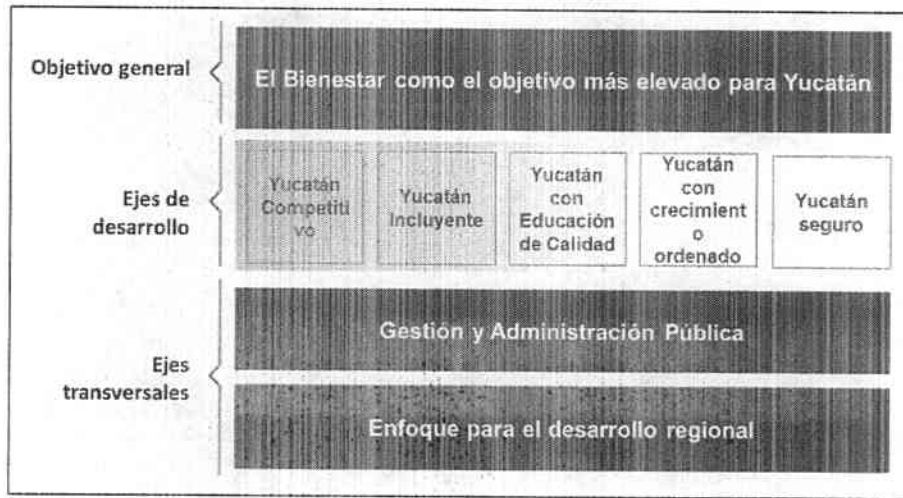 Objetivo general
El Bienestar como el objetivo más elevado para Yucatán
Ejes de
desarrollo
Yucatán
Competiti
vo
Yucatán
Incluyente
Yucatán
con
Educación
de Calidad
Yucatán
con
crecimient
o
ordenado
Yucatán
seguro
Ejes
transversales
Gestión y Administración Pública
Enfoque para el desarrollo regional